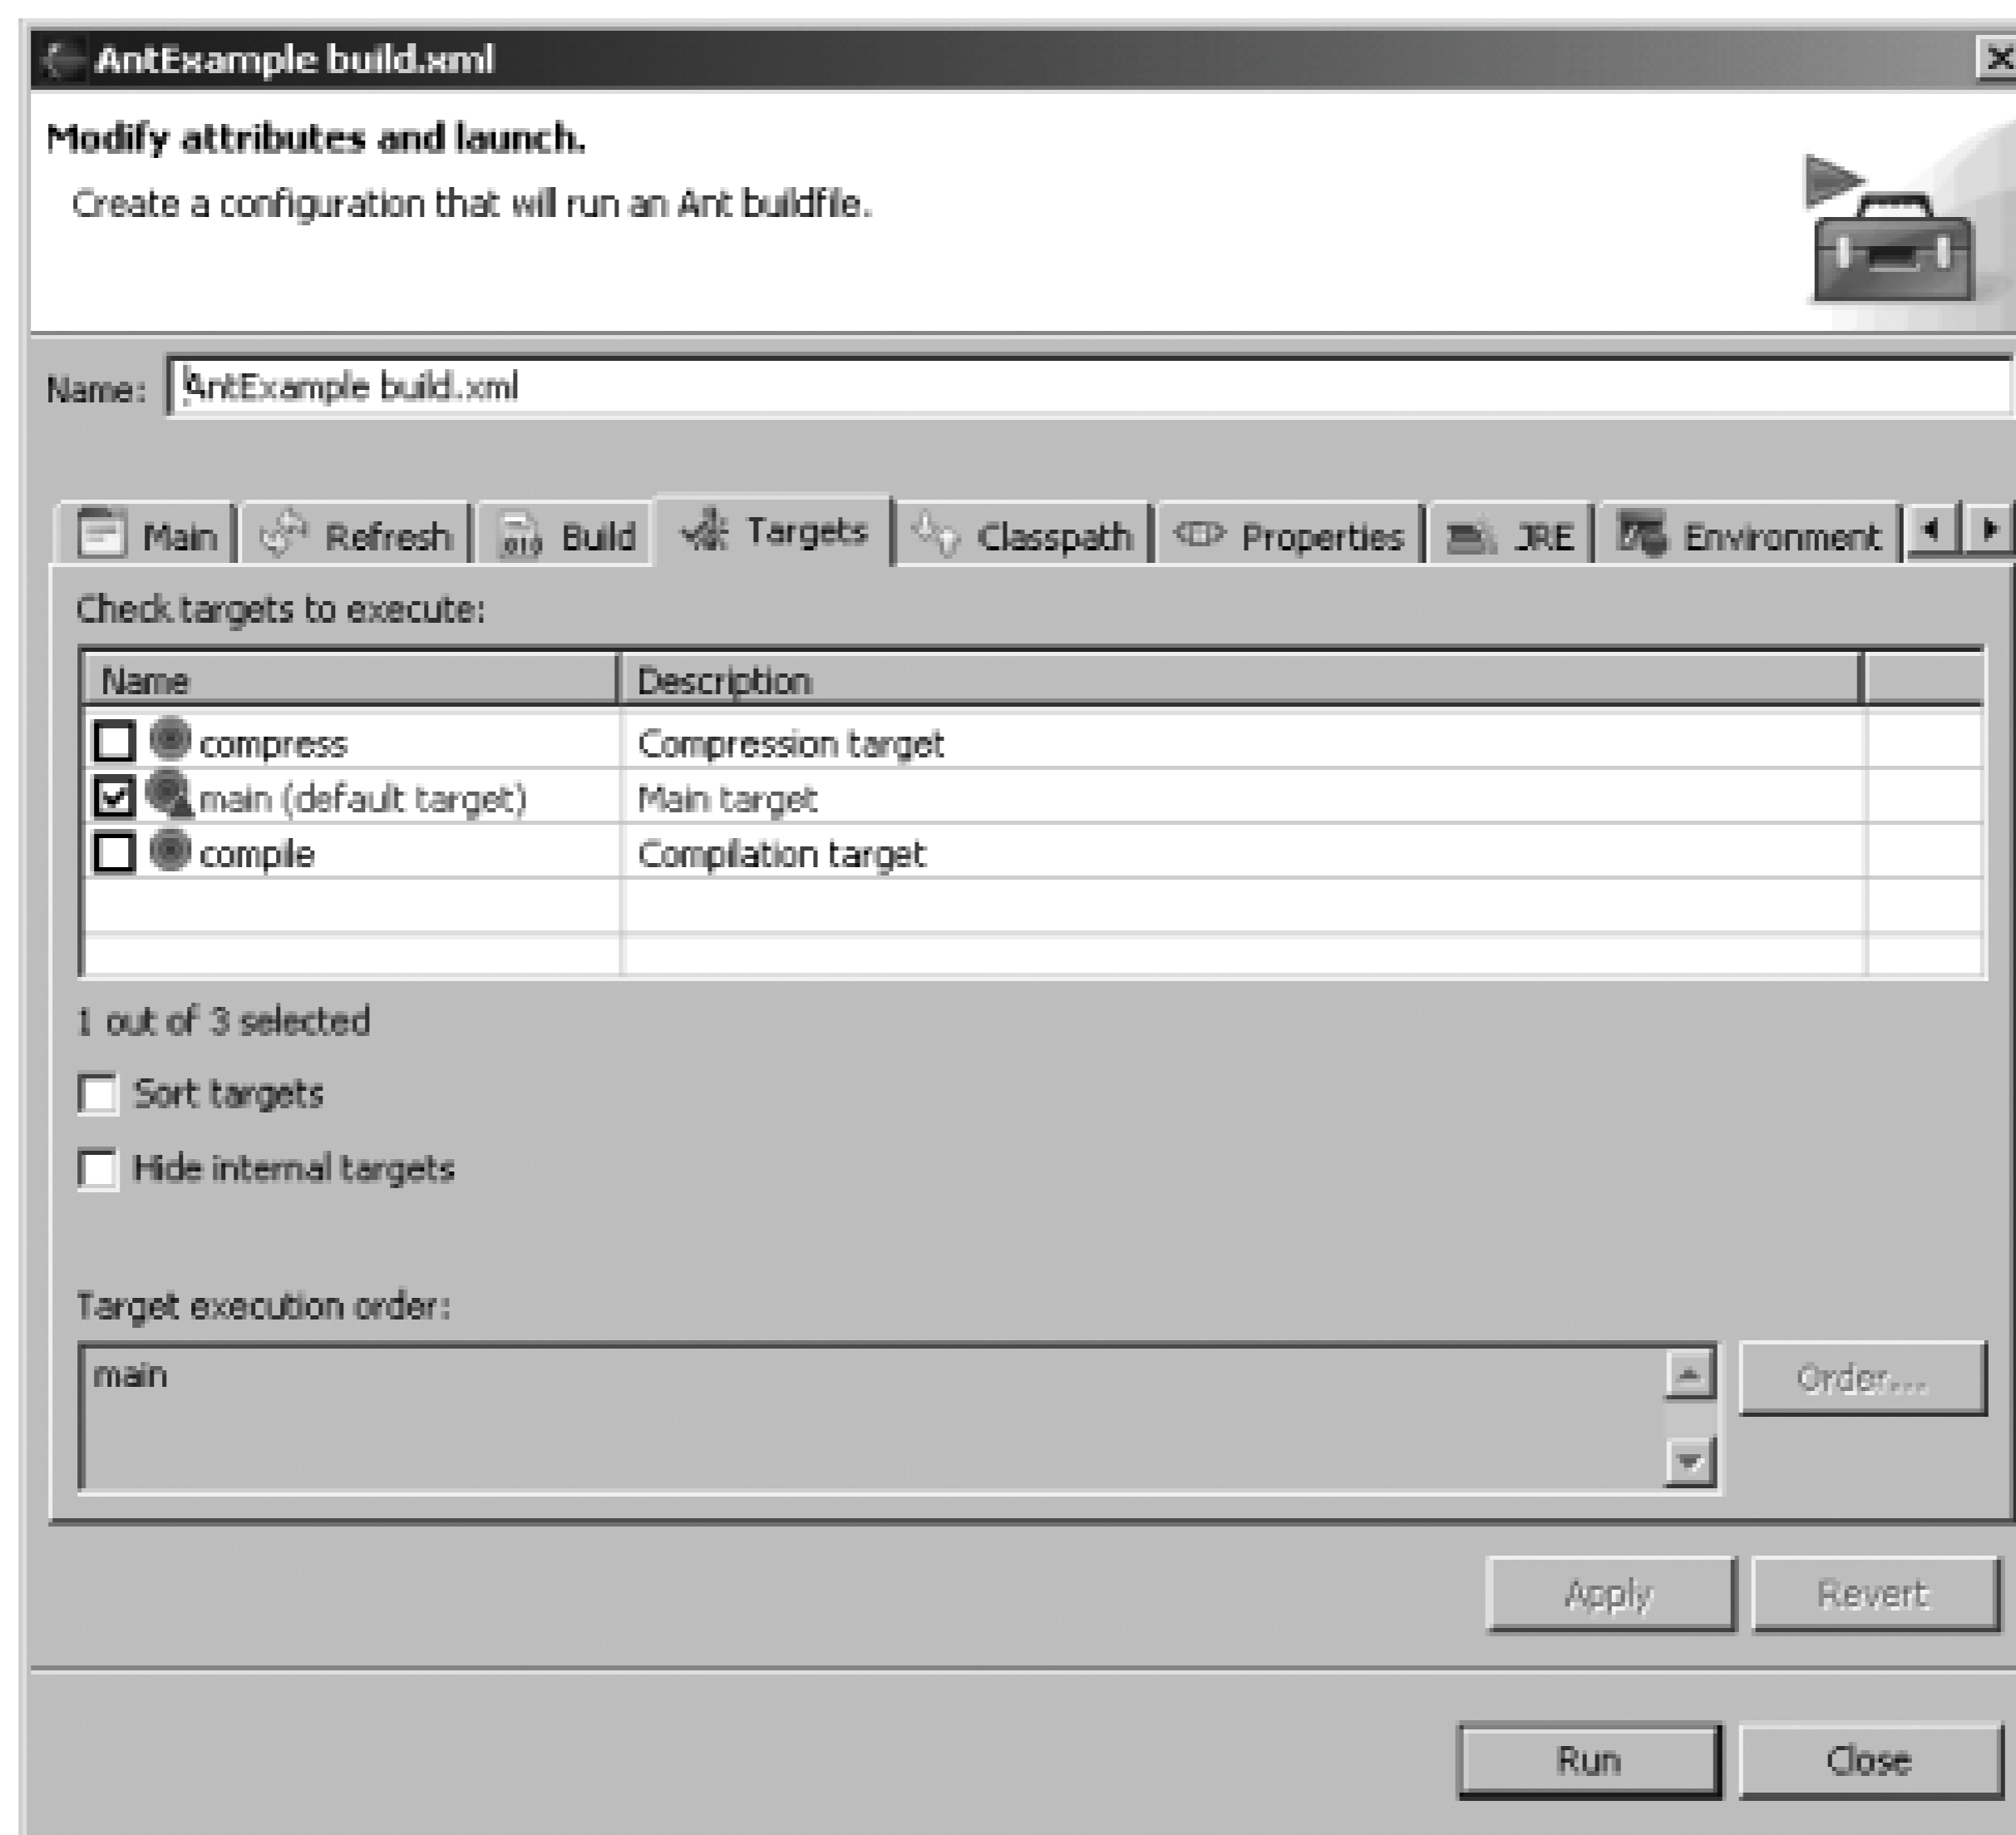 AntExample build.xml
Modify attributes and launch.
Create a configuration that will run an Ant buildfile.
Name: AntExample build.xml
Main Refresh Build Targets Classpath Properties JRE Environment
Check targets to execute:
Name Description
compress Compression target
main (default target) Main target
compile Compilation target
1 out of 3 selected
Sort targets
Hide internal targets
Target execution order:
main
Order...
Apply Revert
Run Close